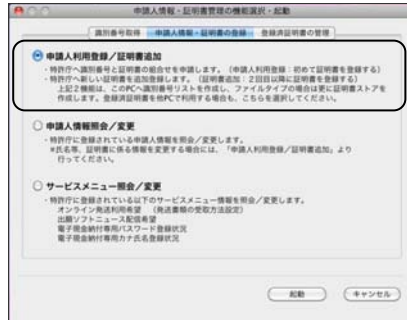 申請人情報・証明書管理の機能選択・起動
識別番号取得
申請人情報・証明書の登録
登録済証明書の管理
申請人利用登録／証明書追加
・特許庁へ識別番号と証明書の組合せを申請します。（申請人利用登録：初めて証明書を登録する）
・特許庁へ新しい証明書を追加登録します。（証明書追加：２回目以降に証明書を登録する）
上記２機能は、このPCへ識別番号リストを作成し、ファイルタイプの場合は更に証明書ストアを
作成します。登録済証明書を他PCで利用する場合も、こちらを選択してください。
申請人情報照会／変更
・特許庁に登録されている申請人情報を照会／変更します。
※氏名等、証明書に係る情報を変更する場合には、「申請人利用登録／証明書追加」より
行ってください。
サービスメニュー照会／変更
・特許庁に登録されている以下のサービスメニュー情報を照会／変更します。
オンライン発送利用希望　（発送書類の受取方法設定）
出願ソフトニュース配信希望
電子現金納付専用パスワード登録状況
電子現金納付専用カナ氏名登録状況
起動
キャンセル